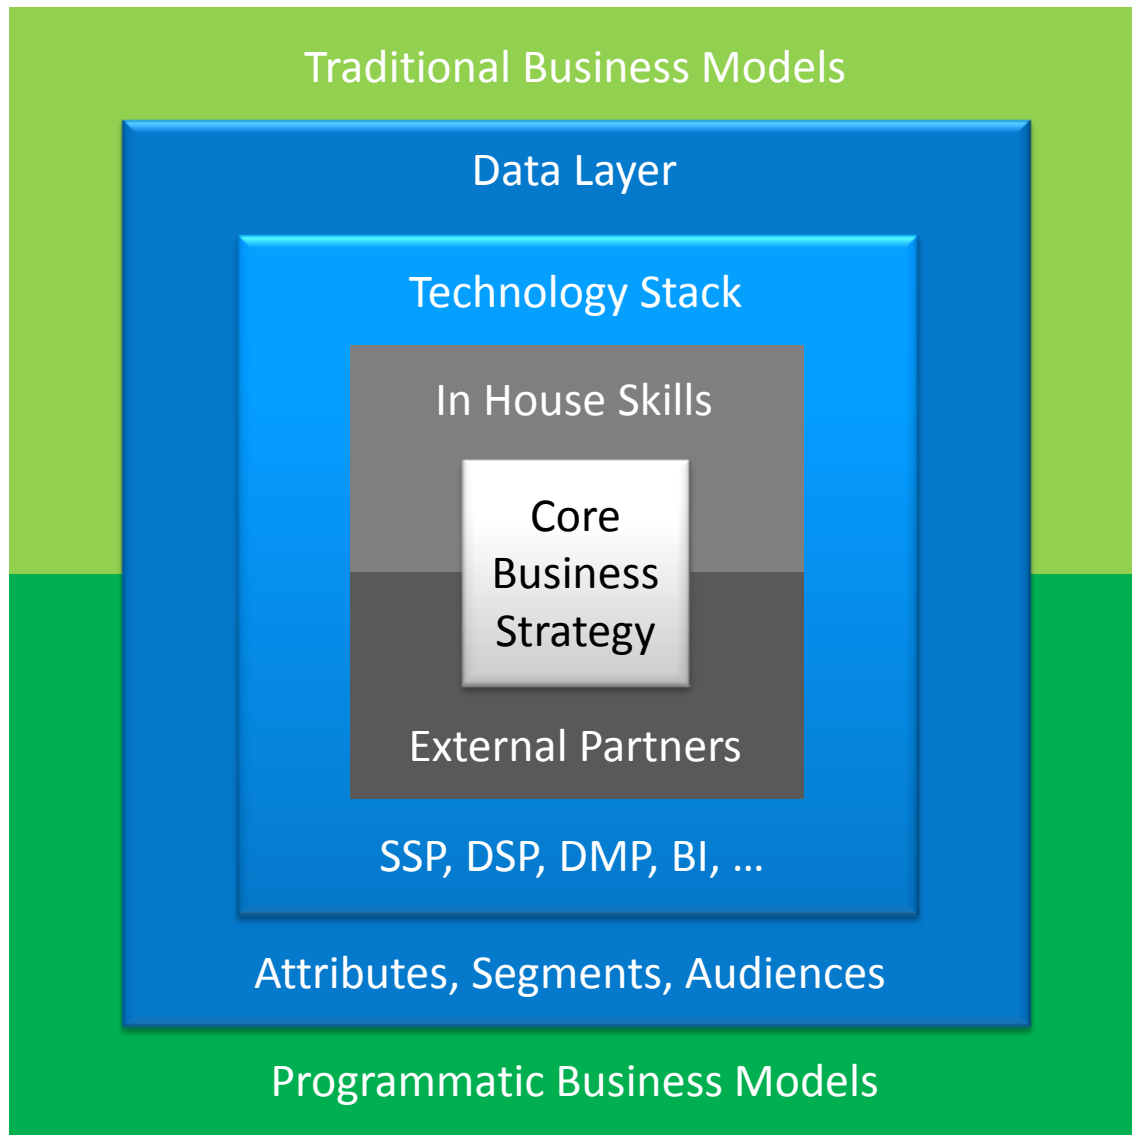 Traditional Business Models
Data Layer
Technology Stack
In House Skills
Core
Business
Strategy
External Partners
SSP, DSP, DMP, BI, ...
Attributes, Segments, Audiences
Programmatic Business Models